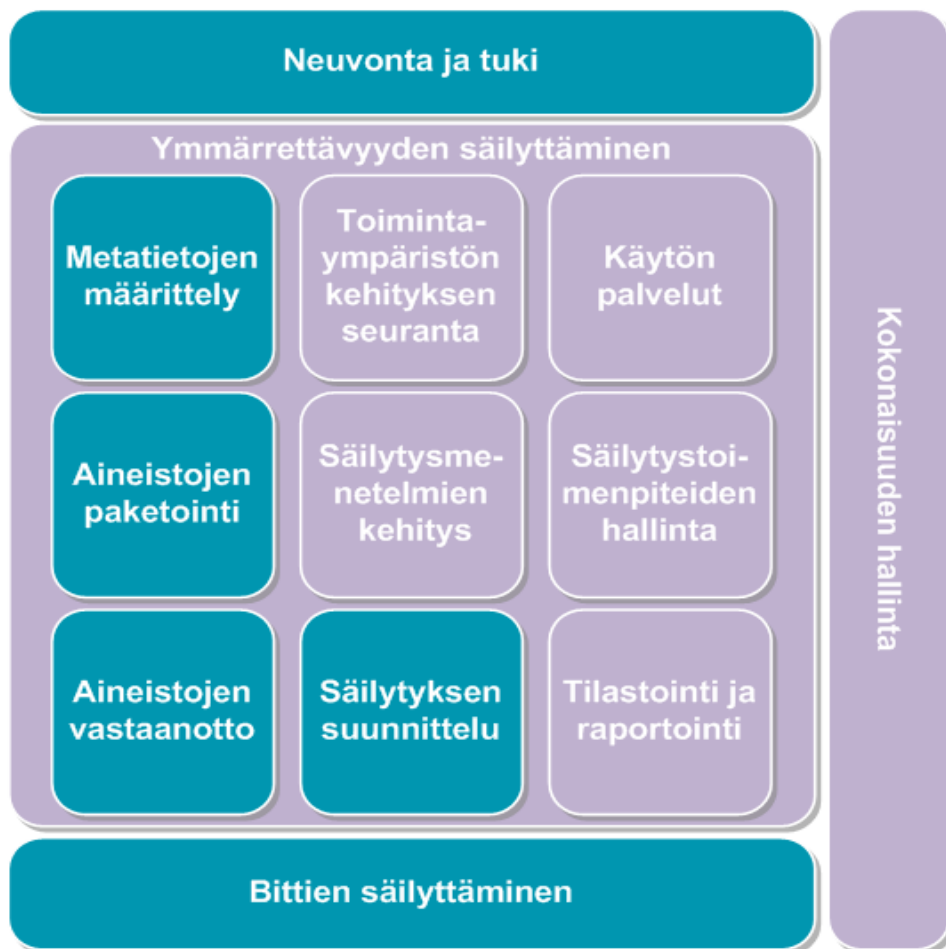 Neuvonta ja tuki
Ymmärrettävyyden säilyttäminen
Metatietojen
määrittely
Toiminta-
ympäristön
kehityksen
seuranta
Käytön
palvelut
Aineistojen
paketointi
Säilytysme-
netelmien
kehitys
Säilytystoi-
menpiteiden
hallinta
Aineistojen
vastaanotto
Säilytyksen
suunnittelu
Tilastointi ja
raportointi
Bittien säilyttäminen
Kokonaisuuden hallinta